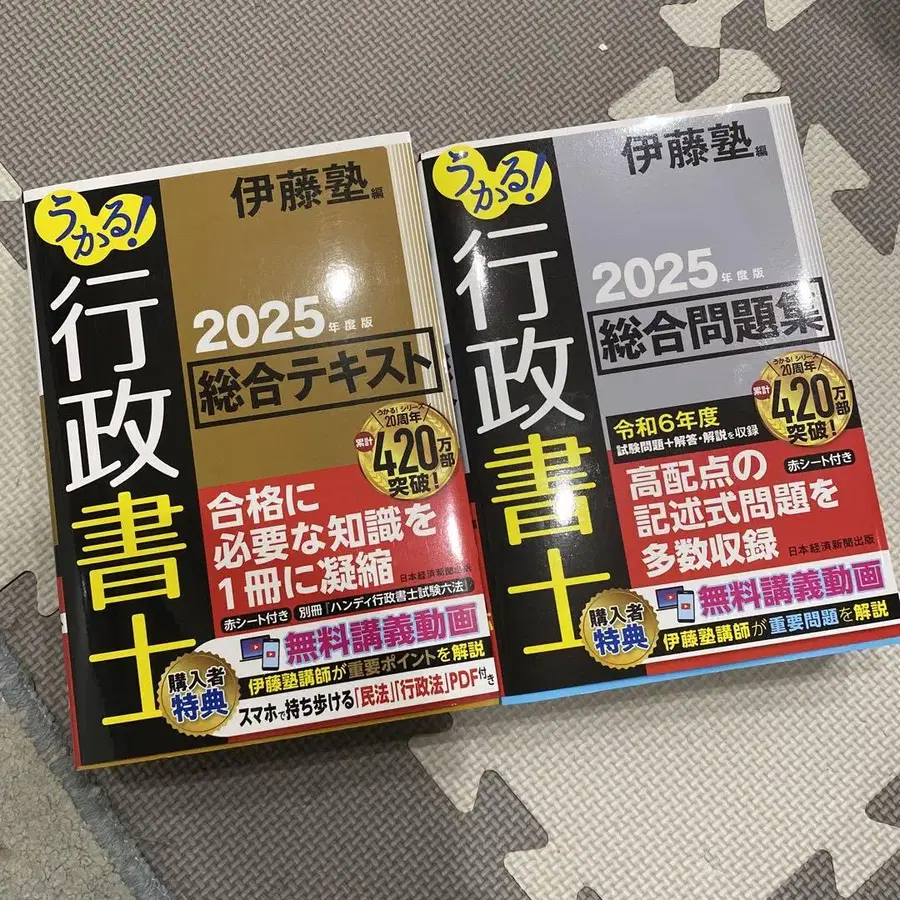 うかる!
行政書士
伊藤塾編
2025年度版
総合テキスト
うかる!シリーズ
20周年
累計
420万部
突破!
合格に
必要な知識を
1冊に凝縮
日本経済新聞出版
赤シート付き
別冊「ハンディ行政書士試験六法」
購入者
特典
無料講義動画
伊藤塾講師が重要ポイントを解説
スマホで持ち歩ける「民法」「行政法」PDF付き
うかる!
行政書士
伊藤塾編
2025年度版
総合問題集
うかる!シリーズ
20周年
累計
420万部
突破!
令和6年度
試験問題+解答・解説を収録
赤シート付き
高配点の
記述式問題を
多数収録
日本経済新聞出版
購入者
特典
無料講義動画
伊藤塾講師が重要問題を解説